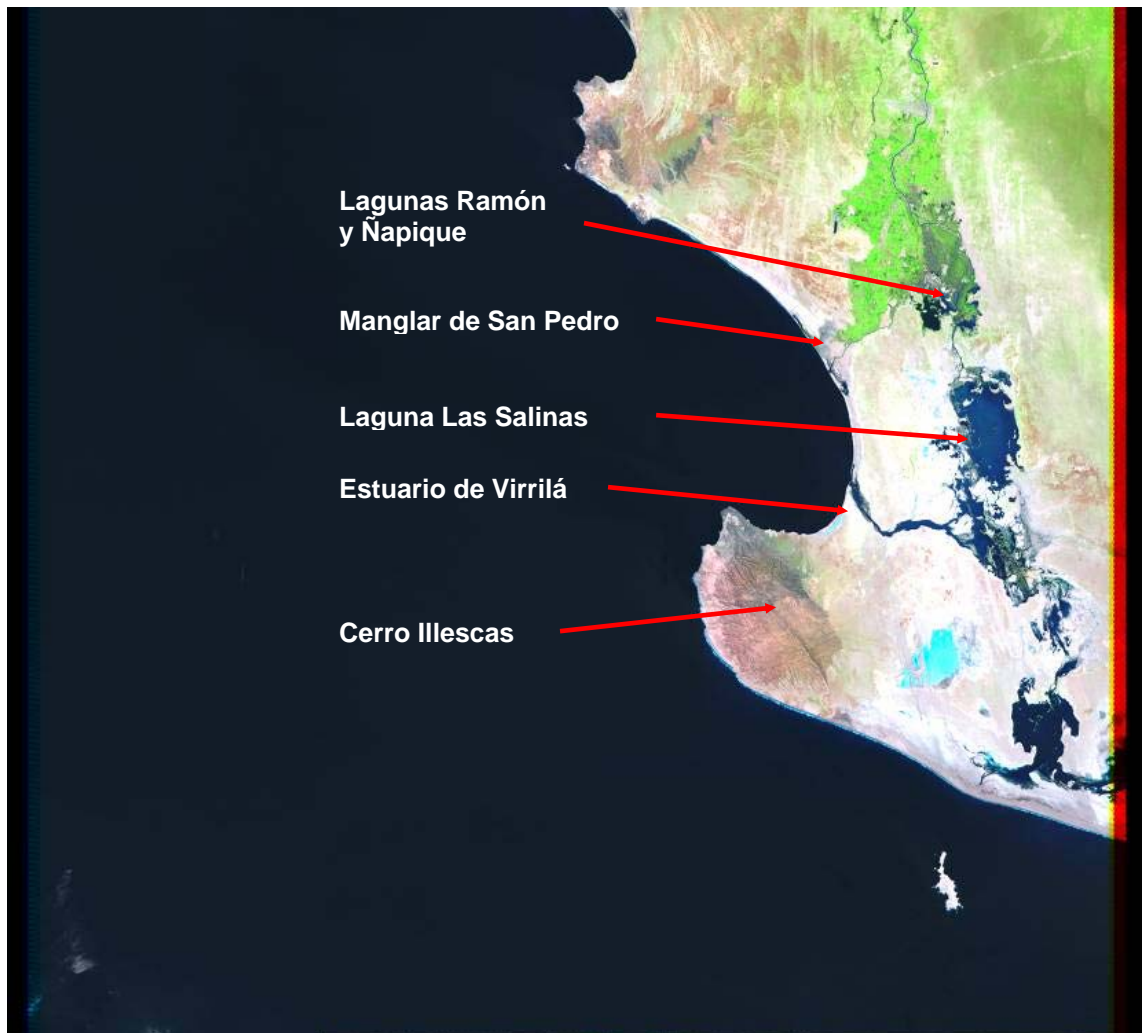 Lagunas Ramón
y Ñapique
Manglar de San Pedro
Laguna Las Salinas
Estuario de Virrilá
Cerro Illescas